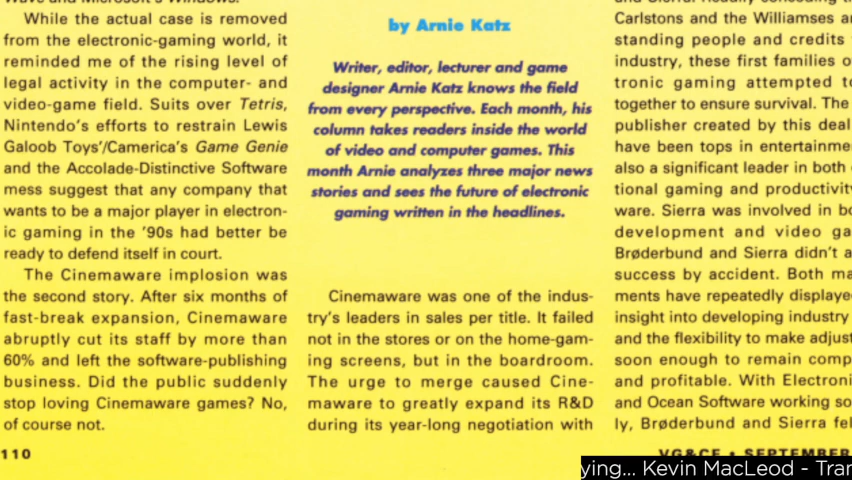 Wave and Microsoft's Windows.
While the actual case is removed
from the electronic-gaming world, it
reminded me of the rising level of
legal activity in the computer- and
video-game field. Suits over Tetris,
Nintendo's efforts to restrain Lewis
Galoob Toys'/Camerica's Game Genie
and the Accolade-Distinctive Software
mess suggest that any company that
wants to be a major player in electron-
ic gaming in the '90s had better be
ready to defend itself in court.
The Cinemaware implosion was
the second story. After six months of
fast-break expansion, Cinemaware
abruptly cut its staff by more than
60% and left the software-publishing
business. Did the public suddenly
stop loving Cinemaware games? No,
of course not.
110
by Arnie Katz
Writer, editor, lecturer and game
designer Arnie Katz knows the field
from every perspective. Each month, his
column takes readers inside the world
of video and computer games. This
month Arnie analyzes three major news
stories and sees the future of electronic
gaming written in the headlines.
Cinemaware was one of the indus-
try's leaders in sales per title. It failed
not in the stores or on the home-gam-
ing screens, but in the boardroom.
The urge to merge caused Cine-
maware to greatly expand its R&D
during its year-long negotiation with
Carlstons and the Williamses a
standing people and credits
industry, these first families o
tronic gaming attempted t
together to ensure survival. The
publisher created by this deal
have been tops in entertainme
also a significant leader in both
tional gaming and productivit
ware. Sierra was involved in b
development and video ga
Brøderbund and Sierra didn't a
success by accident. Both ma
ments have repeatedly displaye
insight into developing industry
and the flexibility to make adjust
soon enough to remain comp
and profitable. With Electroni
and Ocean Software working so
ly, Brøderbund and Sierra fel
VG&CE • SEPTEMBER
ying... Kevin MacLeod - Tran